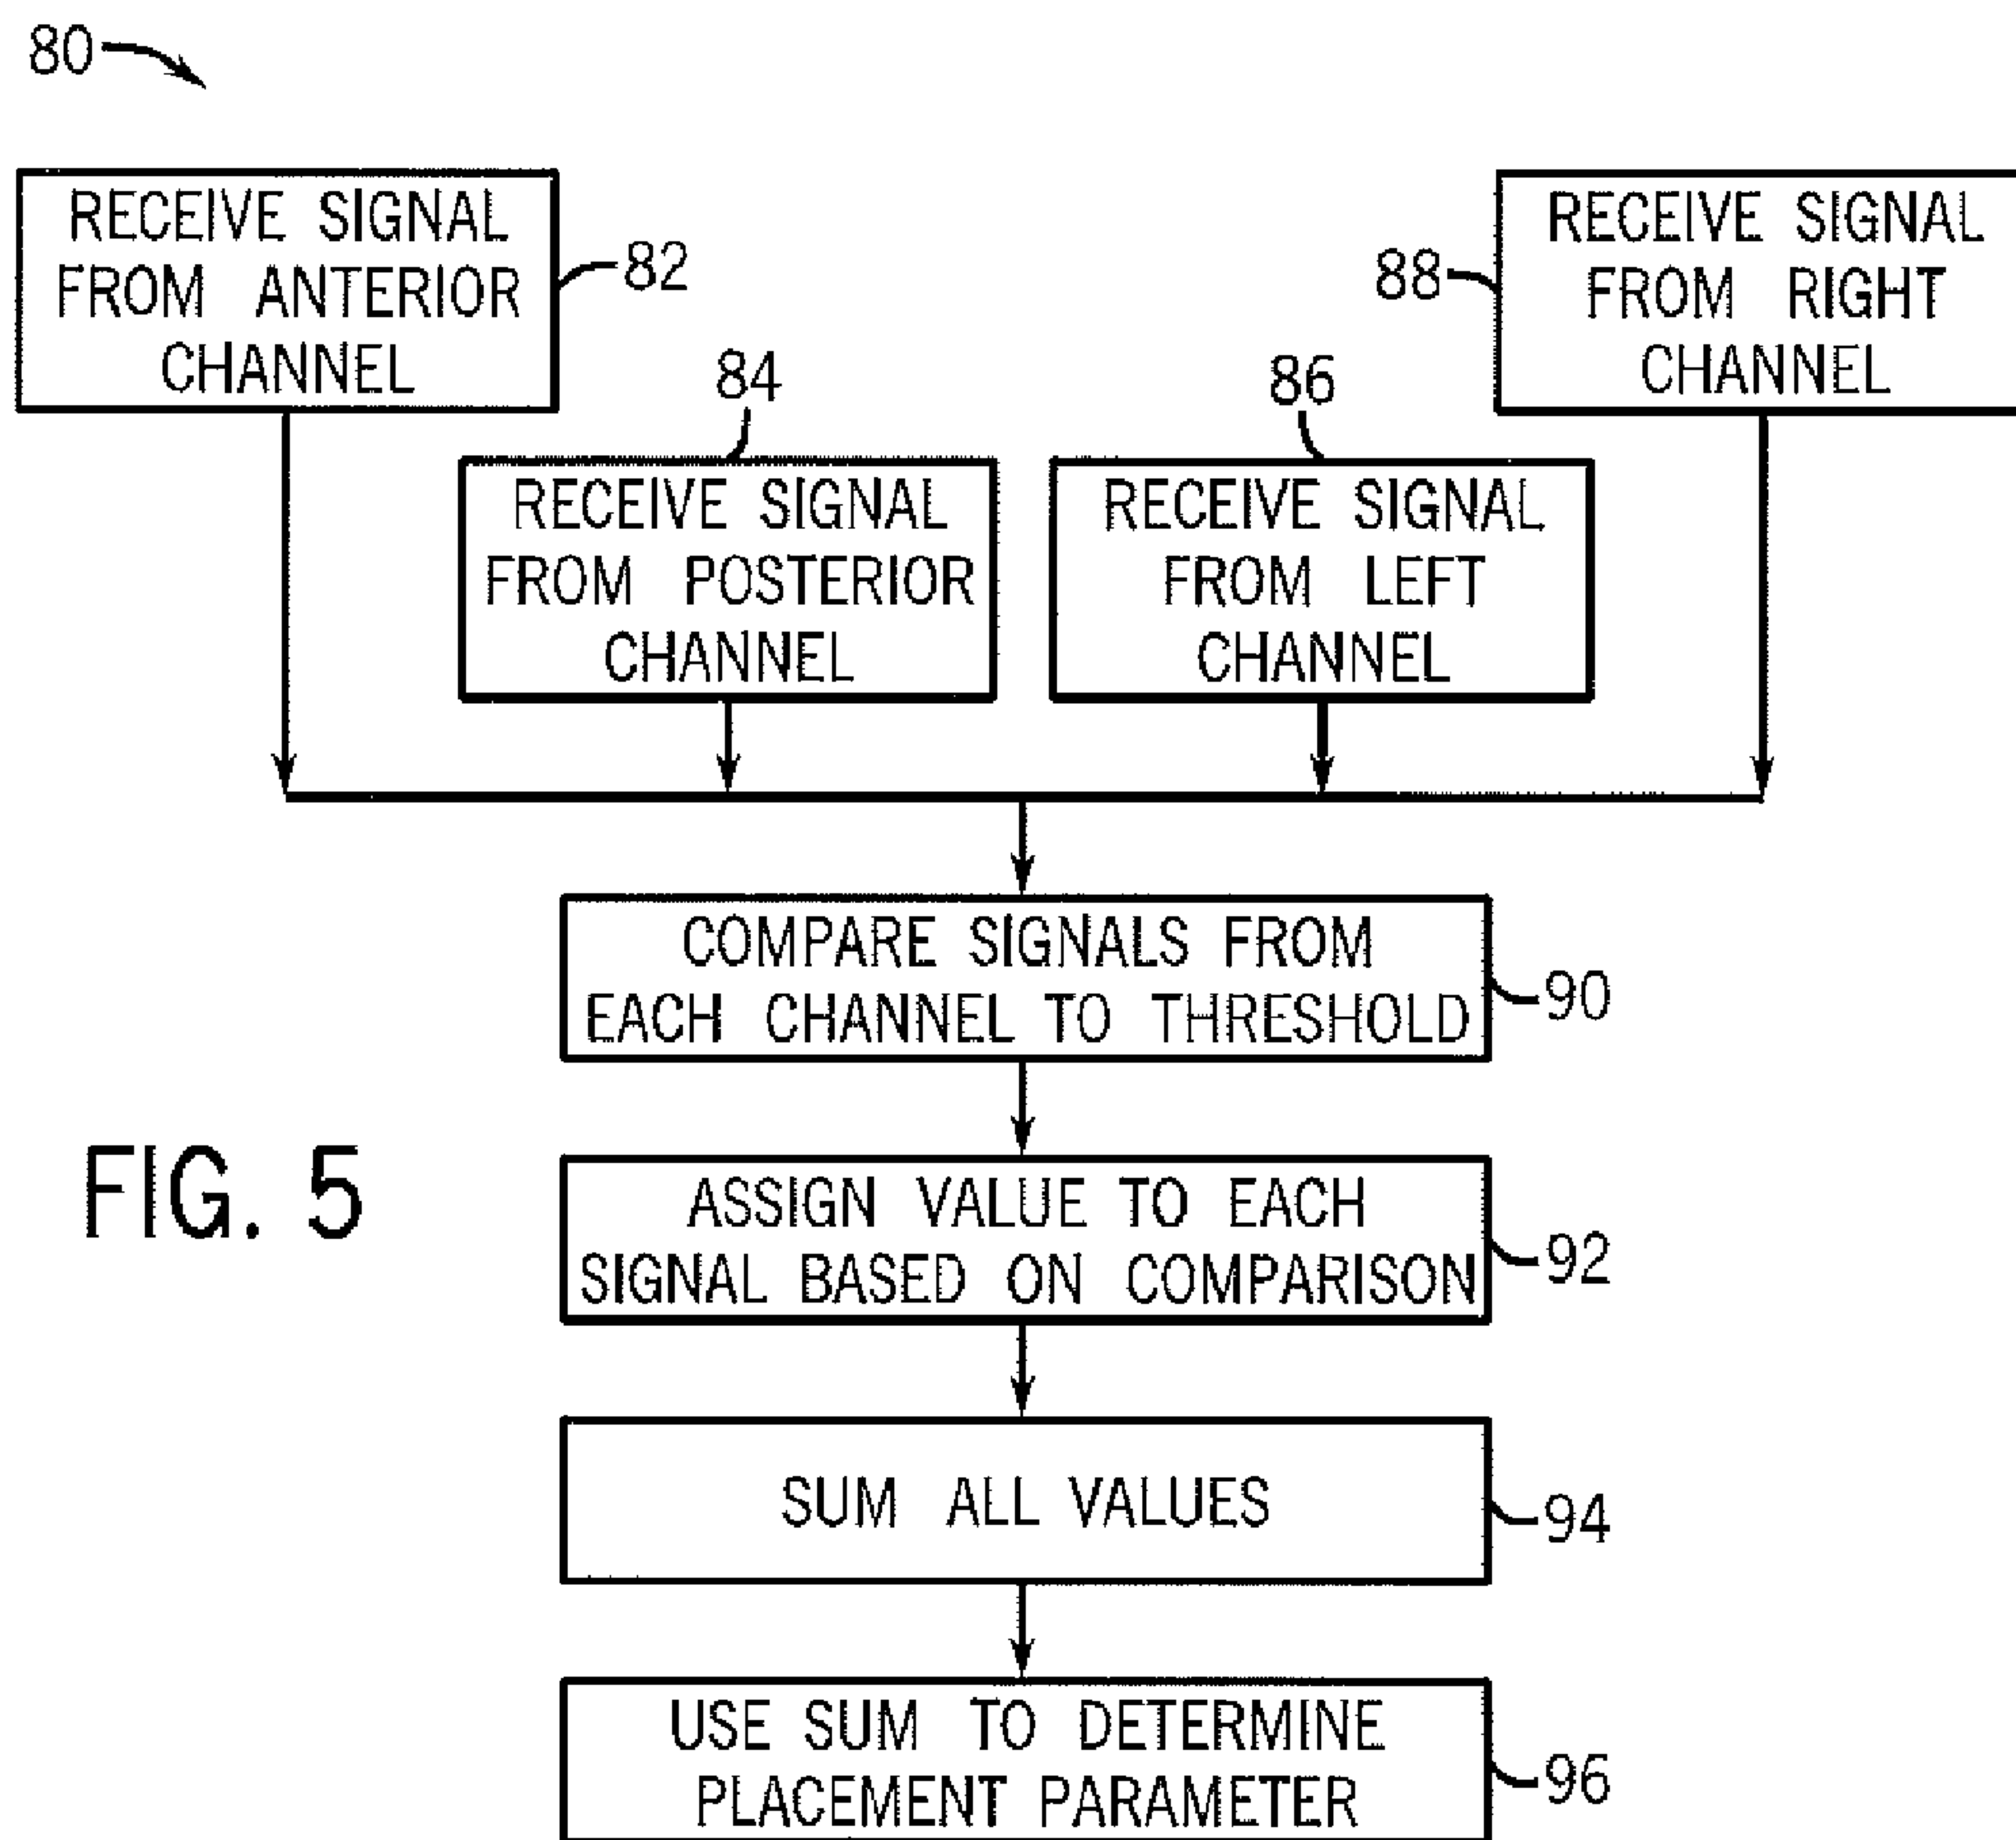 80
RECEIVE SIGNAL
FROM ANTERIOR
CHANNEL
82
88
RECEIVE SIGNAL
FROM RIGHT
CHANNEL
84
RECEIVE SIGNAL
FROM POSTERIOR
CHANNEL
86
RECEIVE SIGNAL
FROM LEFT
CHANNEL
COMPARE SIGNALS FROM
EACH CHANNEL TO THRESHOLD
90
FIG. 5
ASSIGN VALUE TO EACH
SIGNAL BASED ON COMPARISON
92
SUM ALL VALUES
94
USE SUM TO DETERMINE
PLACEMENT PARAMETER
96